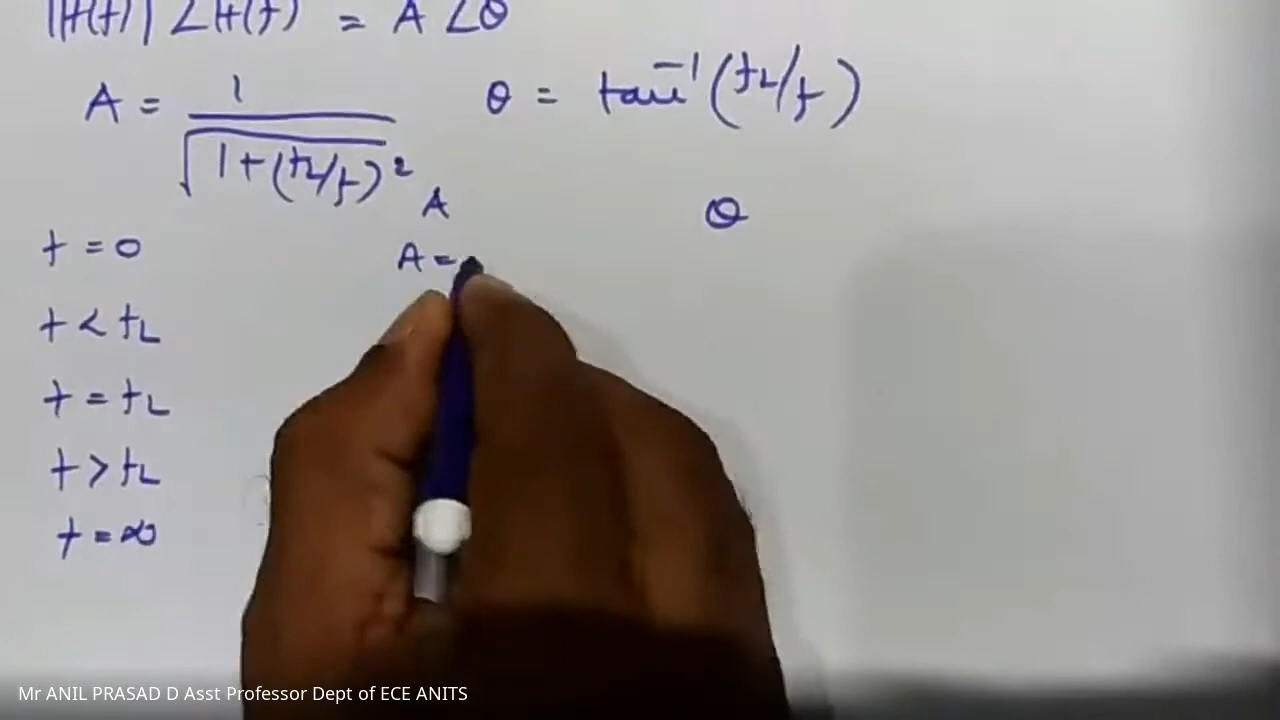 |H(f)| ∠H(f) = A ∠θ
A = 1 / √(1+(fL/f)²) θ = tan⁻¹(fL/f)
A θ
f = 0 A =
f < fL
f = fL
f > fL
f = ∞
Mr ANIL PRASAD D Asst Professor Dept of ECE ANITS